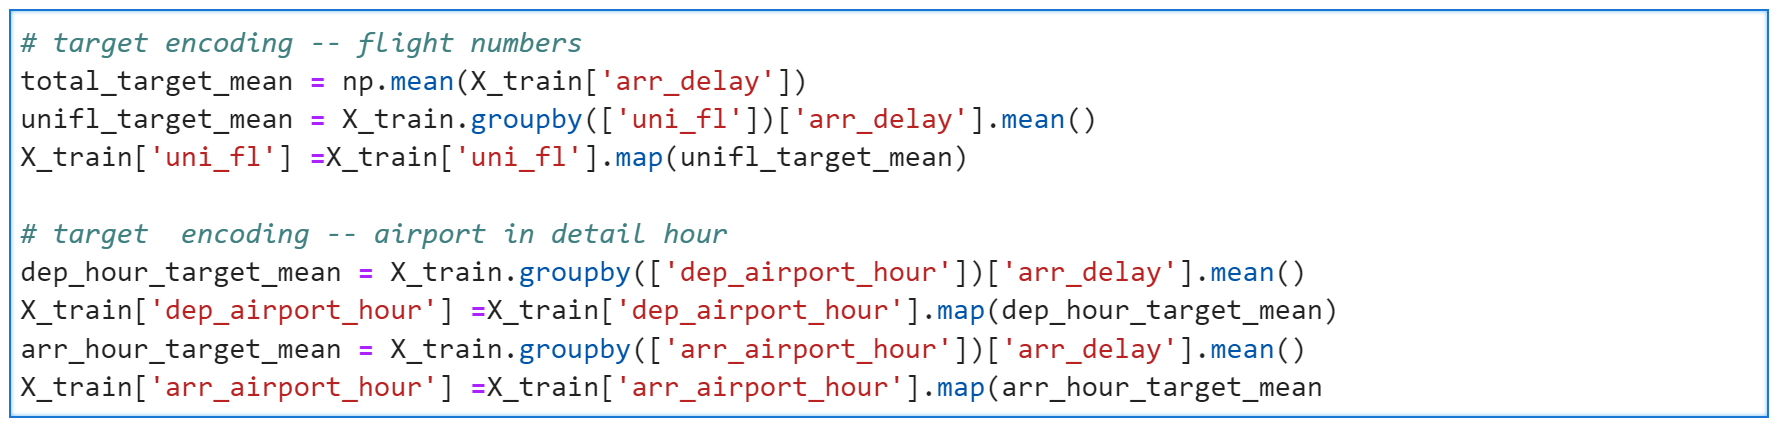 # target encoding -- flight numbers
total_target_mean = np.mean(X_train['arr_delay'])
unifl_target_mean = X_train.groupby(['uni_fl'])['arr_delay'].mean()
X_train['uni_fl'] =X_train['uni_fl'].map(unifl_target_mean)
# target  encoding -- airport in detail hour
dep_hour_target_mean = X_train.groupby(['dep_airport_hour'])['arr_delay'].mean()
X_train['dep_airport_hour'] =X_train['dep_airport_hour'].map(dep_hour_target_mean)
arr_hour_target_mean = X_train.groupby(['arr_airport_hour'])['arr_delay'].mean()
X_train['arr_airport_hour'] =X_train['arr_airport_hour'].map(arr_hour_target_mean